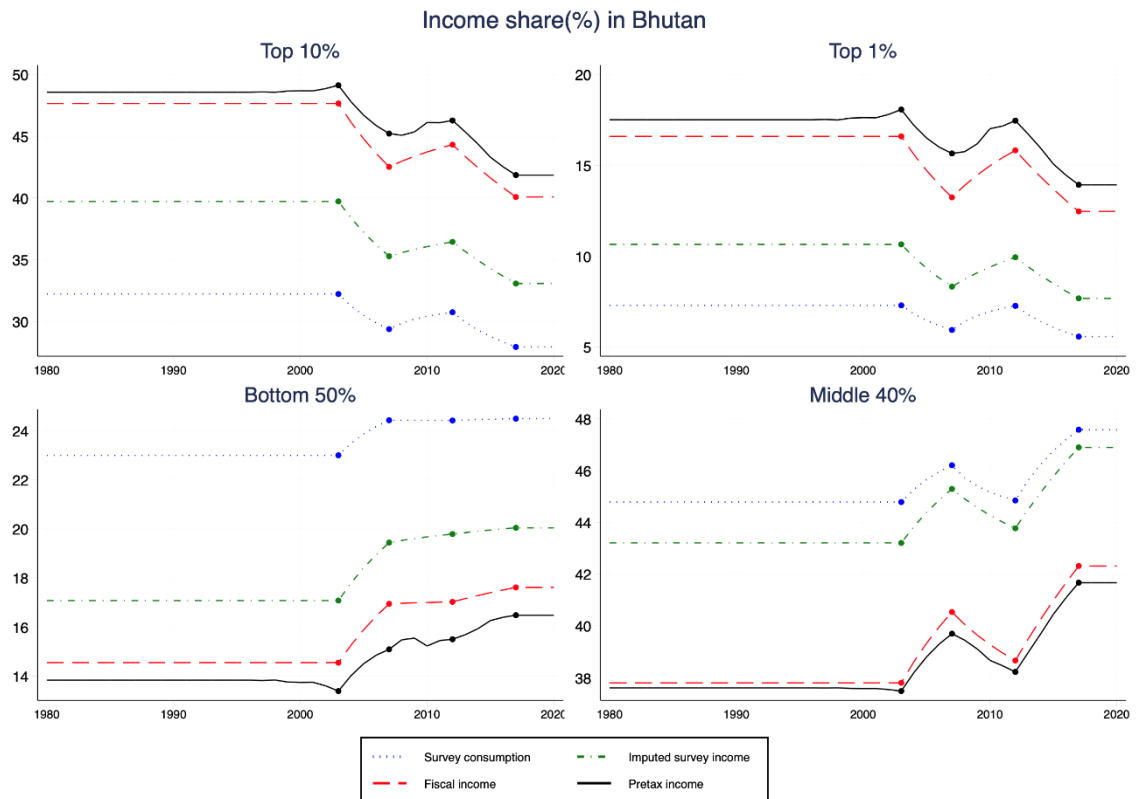 Income share(%) in Bhutan
Top 10%
50
45
40
35
30
1980 1990 2000 2010 2020
Top 1%
20
15
10
5
1980 1990 2000 2010 2020
Bottom 50%
24
22
20
18
16
14
1980 1990 2000 2010 2020
Middle 40%
48
46
44
42
40
38
1980 1990 2000 2010 2020
Survey consumption Imputed survey income
Fiscal income Pretax income